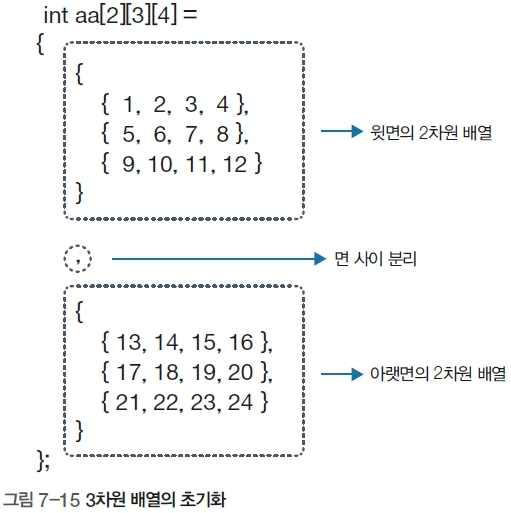 int aa[2][3][4] =
{
{
{ 1, 2, 3, 4 },
{ 5, 6, 7, 8 },
{ 9, 10, 11, 12 }
}
윗면의 2차원 배열
,
면 사이 분리
{
{ 13, 14, 15, 16 },
{ 17, 18, 19, 20 },
{ 21, 22, 23, 24 }
}
아랫면의 2차원 배열
};
그림 7-15 3차원 배열의 초기화